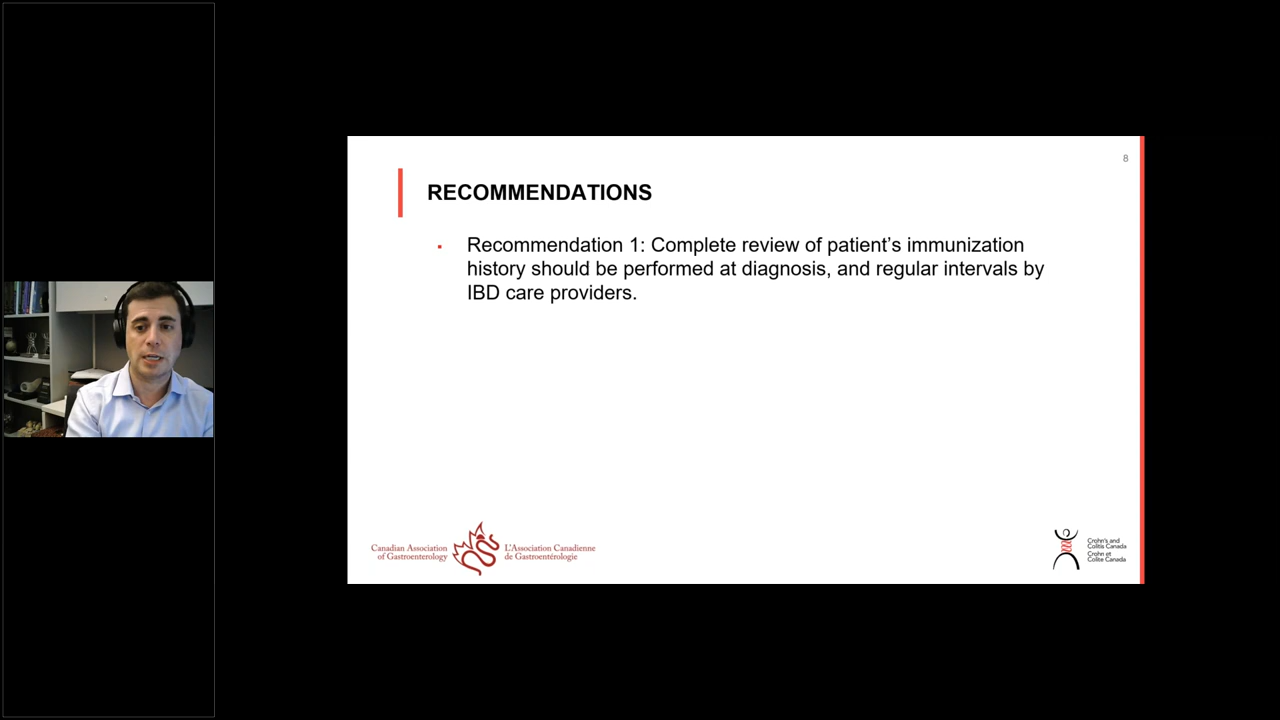 8
RECOMMENDATIONS
▪ Recommendation 1: Complete review of patient’s immunization
history should be performed at diagnosis, and regular intervals by
IBD care providers.
Canadian Association
of Gastroenterology
L'Association Canadienne
de Gastroentérologie
Crohn's and
Colitis Canada
Crohn et
Colite Canada